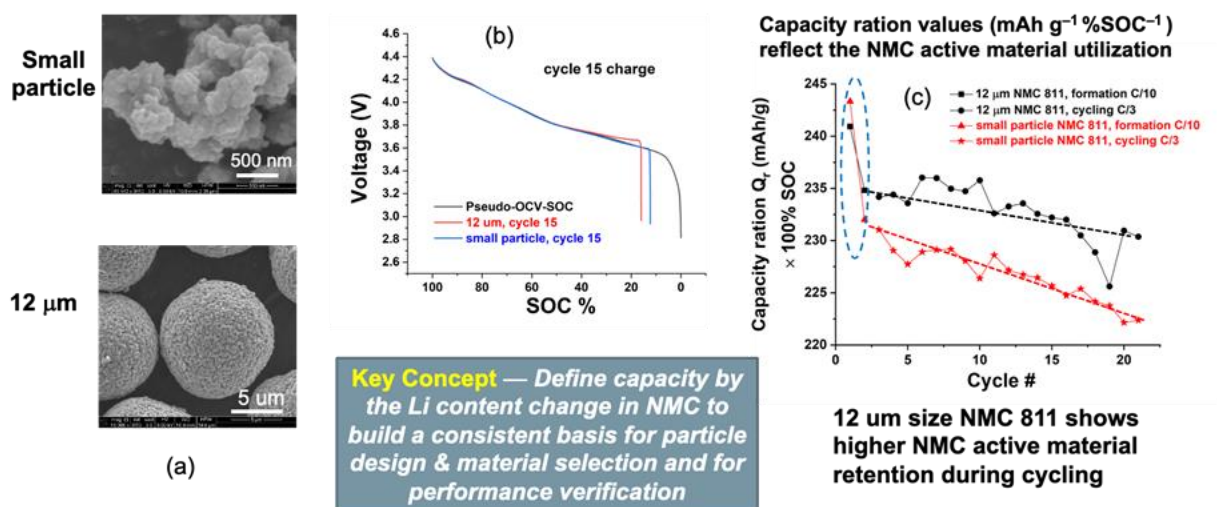 Small
particle
500 nm
12 μm
5 um
(a)
(b)
cycle 15 charge
4.6
4.4
4.2
4.0
3.8
3.6
3.4
3.2
3.0
2.8
2.6
Voltage (V)
Pseudo-OCV-SOC
12 um, cycle 15
small particle, cycle 15
100
80
60
40
20
0
SOC %
Key Concept — Define capacity by
the Li content change in NMC to
build a consistent basis for particle
design & material selection and for
performance verification
Capacity ration values (mAh g⁻¹ %SOC⁻¹)
reflect the NMC active material utilization
(c)
12 μm NMC 811, formation C/10
12 μm NMC 811, cycling C/3
small particle NMC 811, formation C/10
small particle NMC 811, cycling C/3
Capacity ration Qr (mAh/g)
× 100% SOC
245
240
235
230
225
220
0
5
10
15
20
Cycle #
12 um size NMC 811 shows
higher NMC active material
retention during cycling